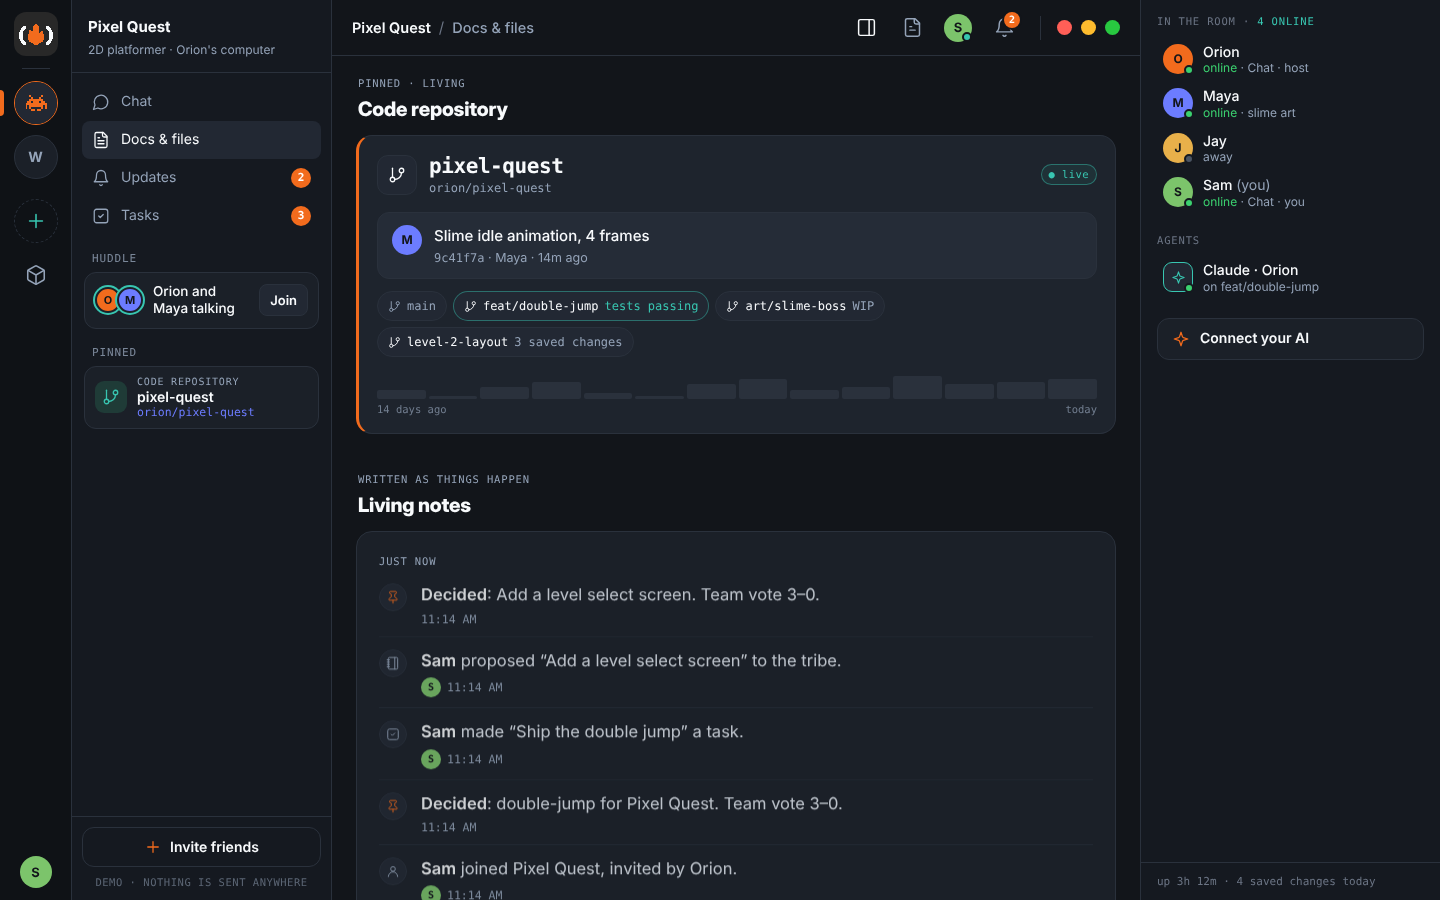 Pixel Quest
2D platformer · Orion's computer
W
Chat
Docs & files
Updates 2
Tasks 3
HUDDLE
O M Orion and
Maya talking
Join
PINNED
CODE REPOSITORY
pixel-quest
orion/pixel-quest
Invite friends
DEMO · NOTHING IS SENT ANYWHERE
S
Pixel Quest / Docs & files
S 2
PINNED · LIVING
Code repository
pixel-quest
orion/pixel-quest
live
M
Slime idle animation, 4 frames
9c41f7a · Maya · 14m ago
main feat/double-jump tests passing art/slime-boss WIP
level-2-layout 3 saved changes
14 days ago today
WRITTEN AS THINGS HAPPEN
Living notes
JUST NOW
Decided: Add a level select screen. Team vote 3–0.
11:14 AM
Sam proposed “Add a level select screen” to the tribe.
S 11:14 AM
Sam made “Ship the double jump” a task.
S 11:14 AM
Decided: double-jump for Pixel Quest. Team vote 3–0.
11:14 AM
Sam joined Pixel Quest, invited by Orion.
S 11:14 AM
IN THE ROOM · 4 ONLINE
O Orion
online · Chat · host
M Maya
online · slime art
J Jay
away
S Sam (you)
online · Chat · you
AGENTS
Claude · Orion
on feat/double-jump
Connect your AI
up 3h 12m · 4 saved changes today